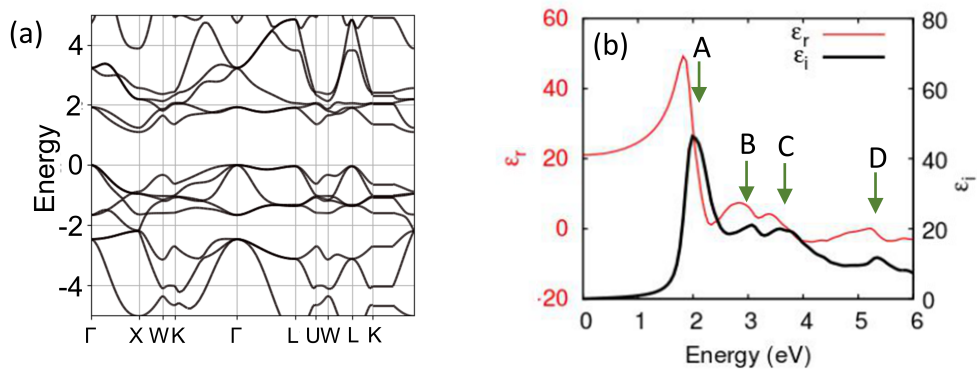 (a)
Energy
4
2
0
-2
-4
Γ X W K Γ L U W L K
(b)
εr
εi
A
B
C
D
60
40
20
0
-20
εr
80
60
40
20
0
εi
0 1 2 3 4 5 6
Energy (eV)